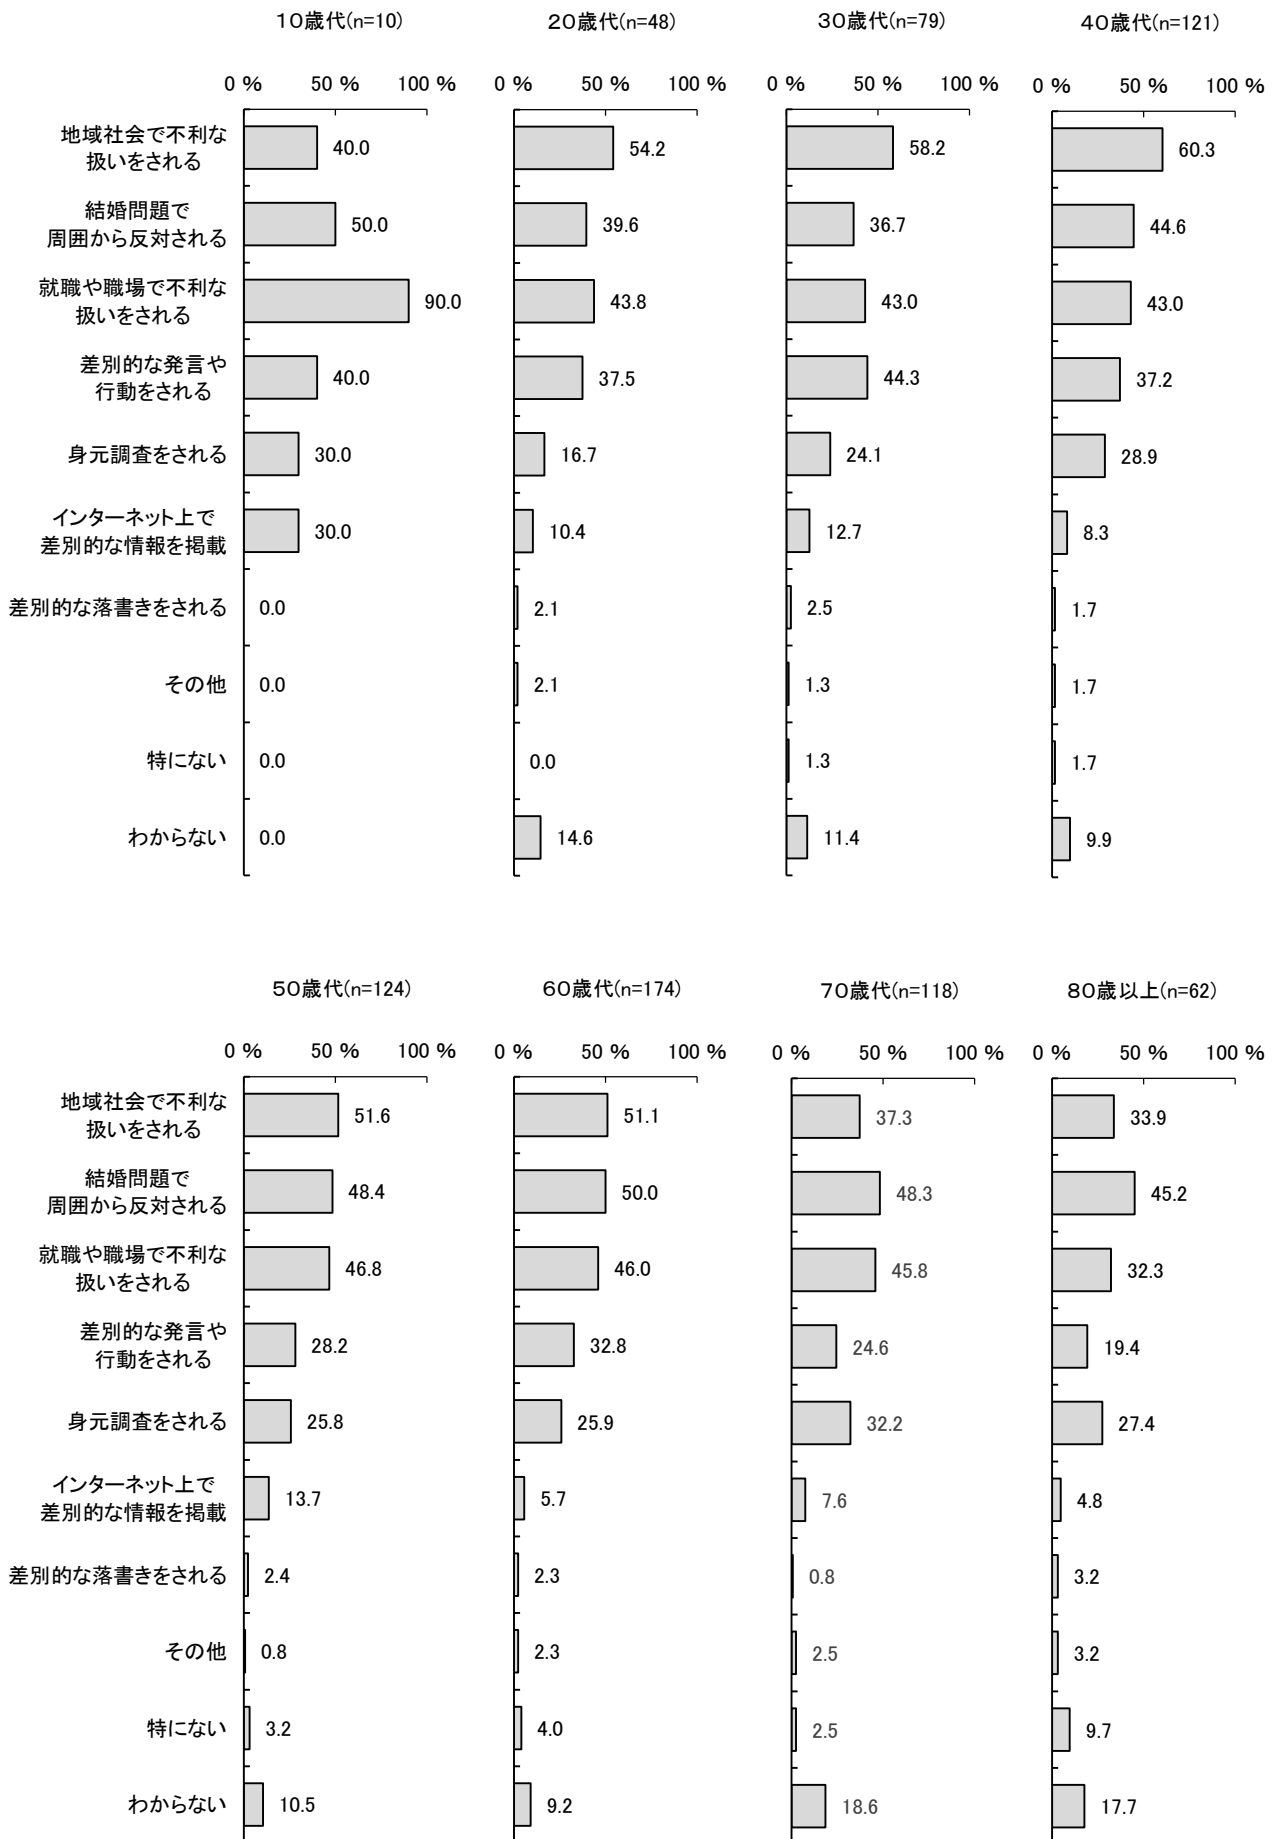 10歳代(n=10) 20歳代(n=48) 30歳代(n=79) 40歳代(n=121)
0 % 50 % 100 % 0 % 50 % 100 % 0 % 50 % 100 % 0 % 50 % 100 %
地域社会で不利な
扱いをされる 40.0 54.2 58.2 60.3
結婚問題で
周囲から反対される 50.0 39.6 36.7 44.6
就職や職場で不利な
扱いをされる 90.0 43.8 43.0 43.0
差別的な発言や
行動をされる 40.0 37.5 44.3 37.2
身元調査をされる 30.0 16.7 24.1 28.9
インターネット上で
差別的な情報を掲載 30.0 10.4 12.7 8.3
差別的な落書きをされる 0.0 2.1 2.5 1.7
その他 0.0 2.1 1.3 1.7
特にない 0.0 0.0 1.3 1.7
わからない 0.0 14.6 11.4 9.9
50歳代(n=124) 60歳代(n=174) 70歳代(n=118) 80歳以上(n=62)
0 % 50 % 100 % 0 % 50 % 100 % 0 % 50 % 100 % 0 % 50 % 100 %
地域社会で不利な
扱いをされる 51.6 51.1 37.3 33.9
結婚問題で
周囲から反対される 48.4 50.0 48.3 45.2
就職や職場で不利な
扱いをされる 46.8 46.0 45.8 32.3
差別的な発言や
行動をされる 28.2 32.8 24.6 19.4
身元調査をされる 25.8 25.9 32.2 27.4
インターネット上で
差別的な情報を掲載 13.7 5.7 7.6 4.8
差別的な落書きをされる 2.4 2.3 0.8 3.2
その他 0.8 2.3 2.5 3.2
特にない 3.2 4.0 2.5 9.7
わからない 10.5 9.2 18.6 17.7